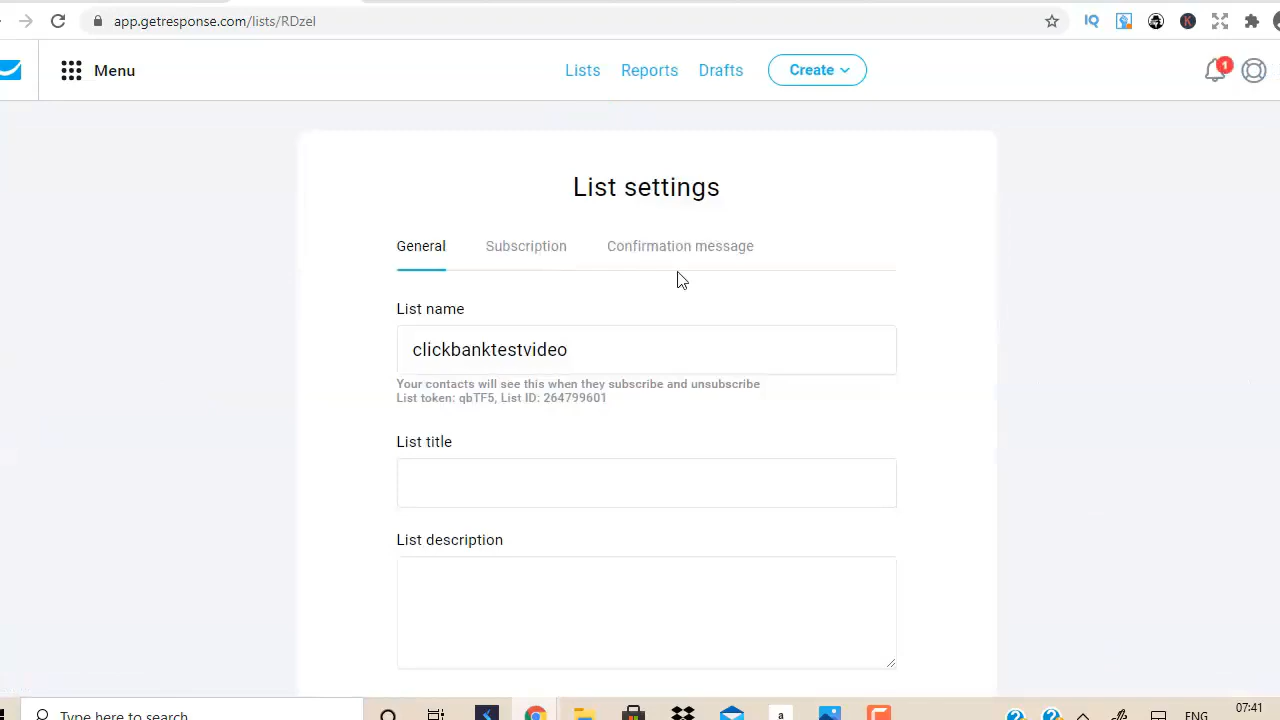 app.getresponse.com/lists/RDzel
IQ
K
Menu
Lists
Reports
Drafts
Create
1
List settings
General
Subscription
Confirmation message
List name
clickbanktestvideo
Your contacts will see this when they subscribe and unsubscribe
List token: qbTF5, List ID: 264799601
List title
List description
Type here to search
a
ENG
07:41